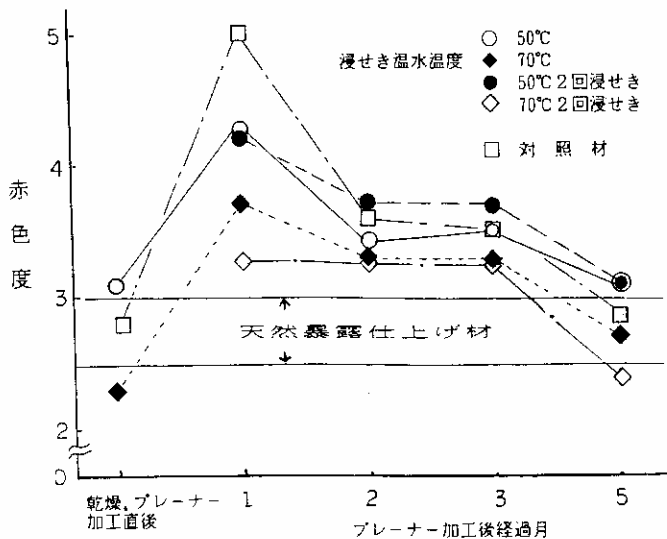 5
4
3
2
0
赤色度
浸せき温水温度
50℃
70℃
50℃2回浸せき
70℃2回浸せき
対照材
天然暴露仕上げ材
乾燥,プレーナー
加工直後
1
2
3
5
プレーナー加工後経過月